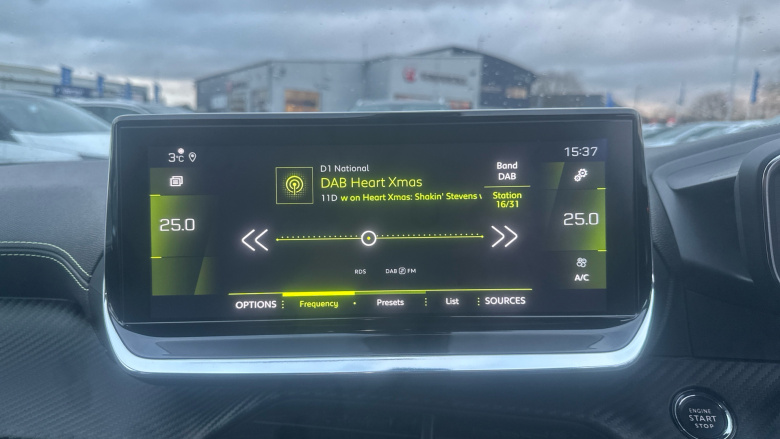 3°C
15:37
D1 National
DAB Heart Xmas
11D w on Heart Xmas: Shakin' Stevens
Band
DAB
Station
16/31
25.0
25.0
RDS
DAB FM
A/C
OPTIONS Frequency Presets List SOURCES
ENGINE
START
STOP